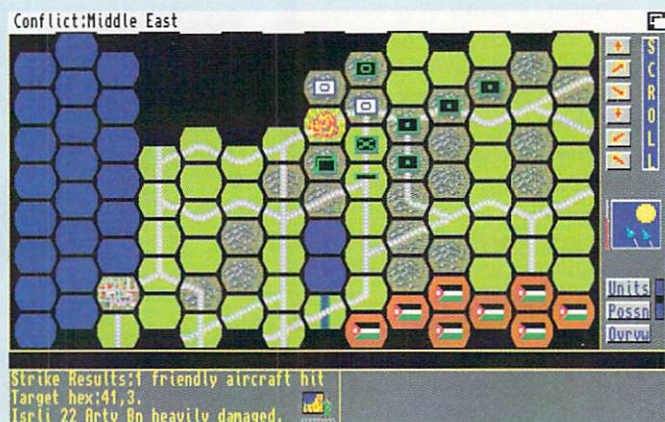 Conflict:Middle East
S
C
R
O
L
L
Units
Possn
Ovrvw
Strike Results:1 friendly aircraft hit
Target hex:41,3.
Isrli 22 Arty Bn heavily damaged.